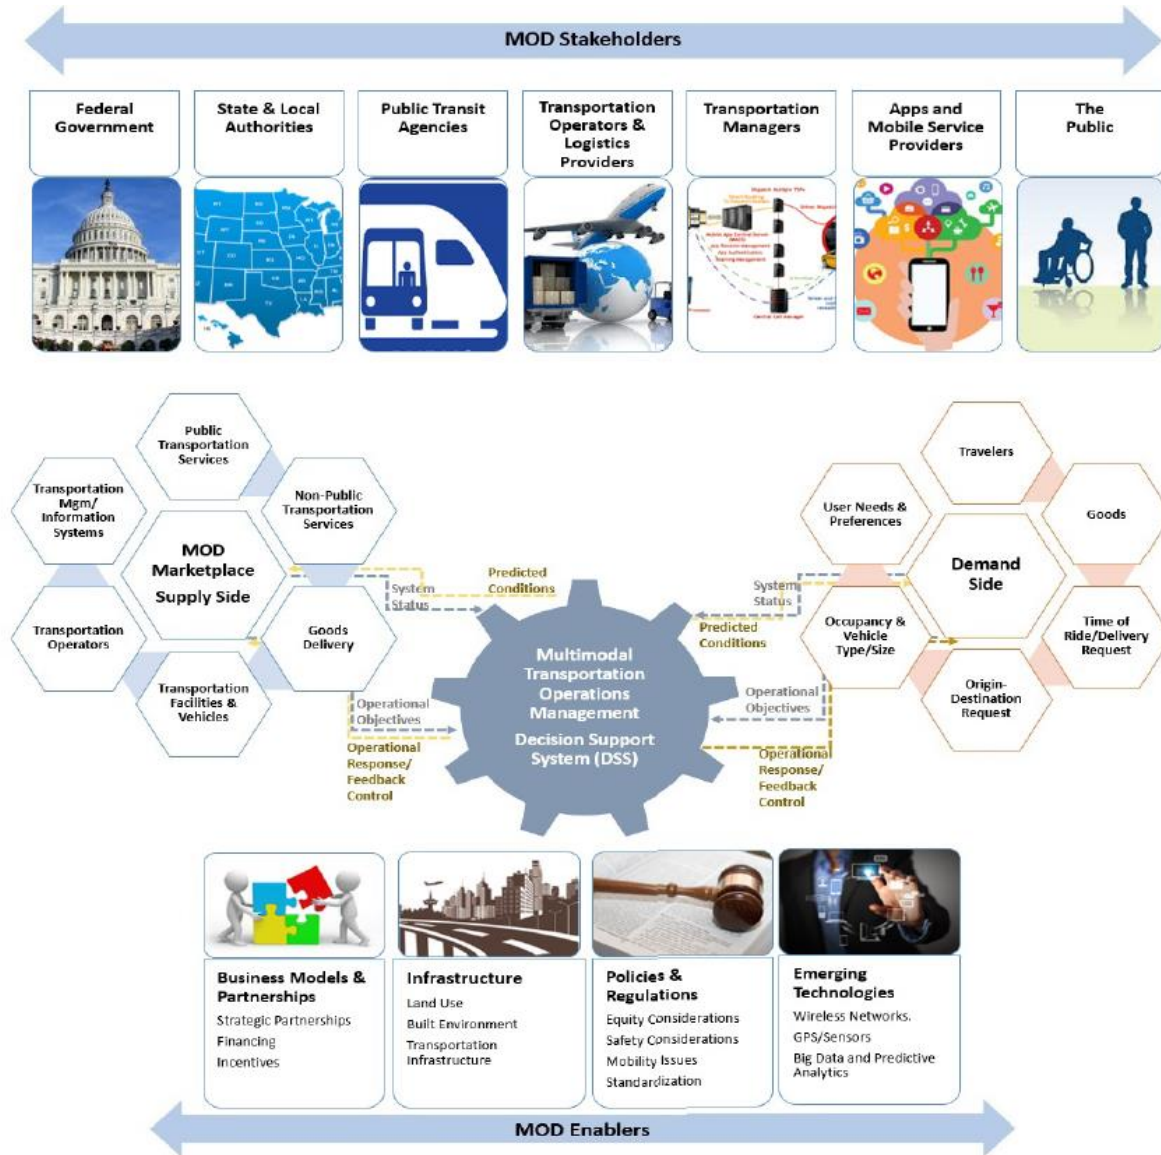 MOD Stakeholders
Federal
Government
State & Local
Authorities
Public Transit
Agencies
Transportation
Operators &
Logistics
Providers
Transportation
Managers
Apps and
Mobile Service
Providers
The
Public
Public
Transportation
Services
Transportation
Mgm/
Information
Systems
Non-Public
Transportation
Services
MOD
Marketplace
Supply Side
Transportation
Operators
Goods
Delivery
Transportation
Facilities &
Vehicles
System
Status
Predicted
Conditions
Operational
Objectives
Operational
Response/
Feedback
Control
Multimodal
Transportation
Operations
Management
Decision Support
System (DSS)
System
Status
Predicted
Conditions
Operational
Objectives
Operational
Response/
Feedback
Control
Travelers
User Needs &
Preferences
Goods
Demand
Side
Occupancy &
Vehicle
Type/Size
Time of
Ride/Delivery
Request
Origin-
Destination
Request
Business Models &
Partnerships
Strategic Partnerships
Financing
Incentives
Infrastructure
Land Use
Built Environment
Transportation
Infrastructure
Policies &
Regulations
Equity Considerations
Safety Considerations
Mobility Issues
Standardization
Emerging
Technologies
Wireless Networks.
GPS/Sensors
Big Data and Predictive
Analytics
MOD Enablers